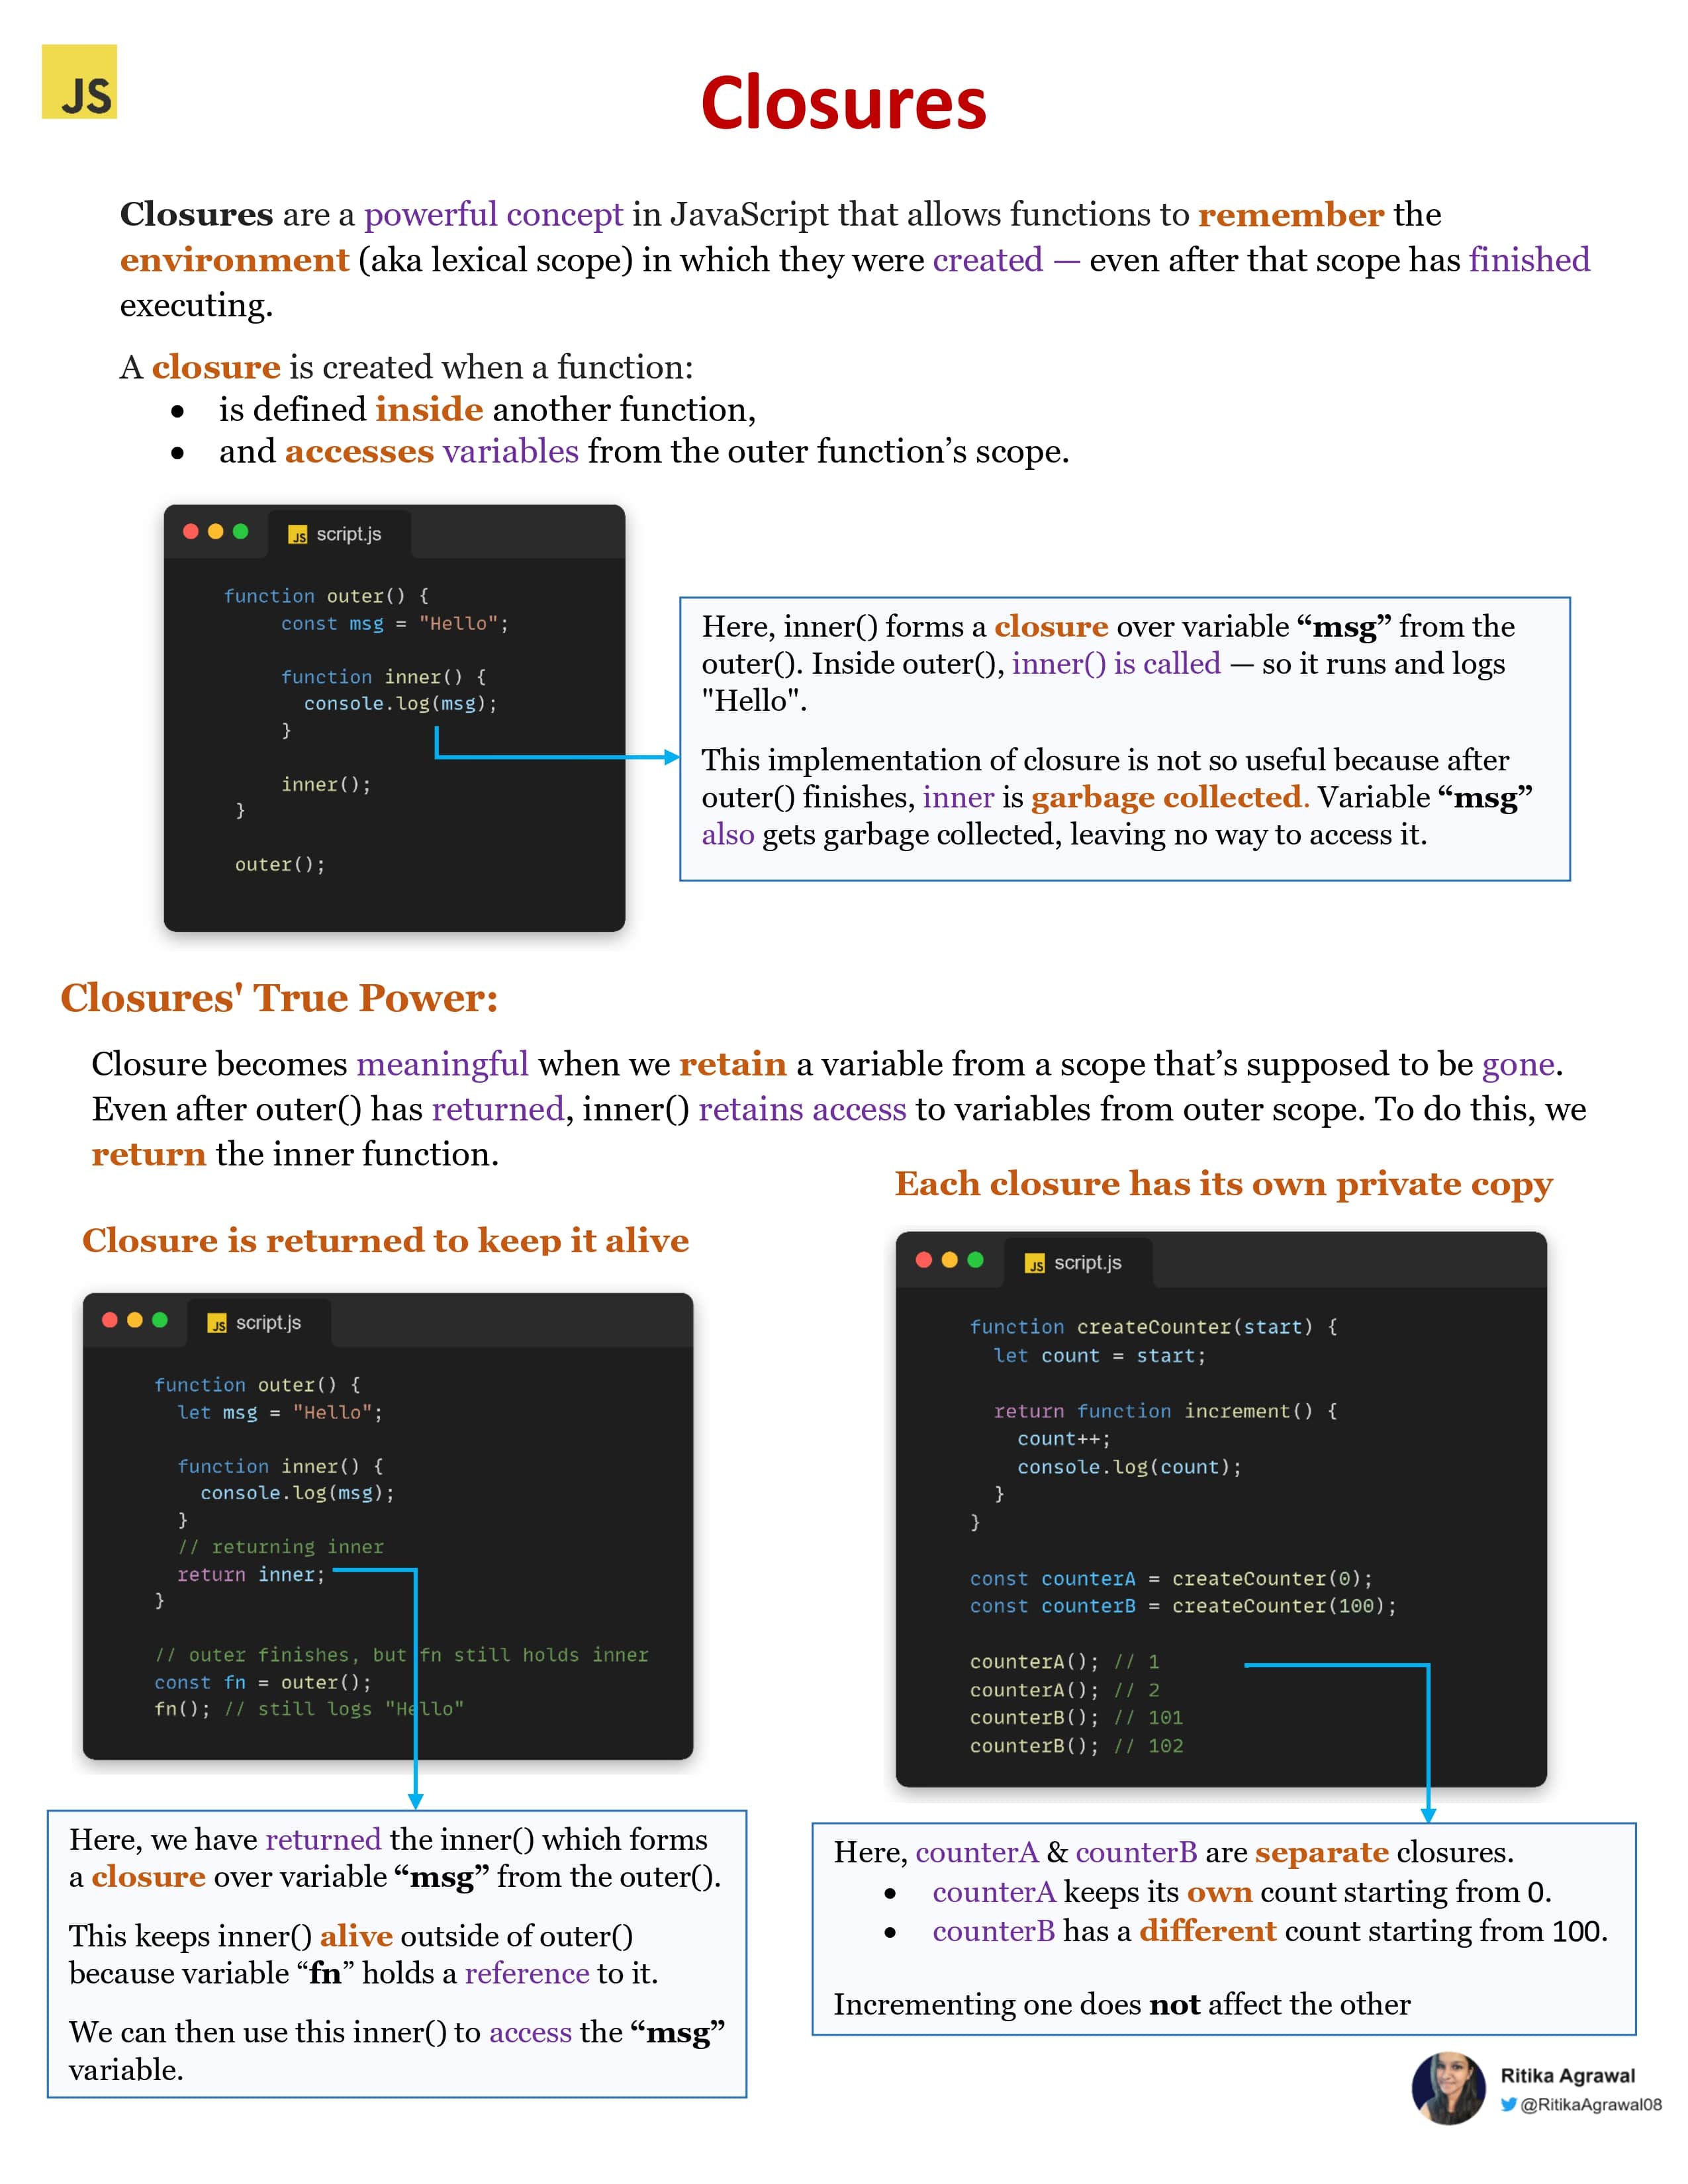 JS
Closures
Closures are a powerful concept in JavaScript that allows functions to remember the
environment (aka lexical scope) in which they were created — even after that scope has finished
executing.
A closure is created when a function:
• is defined inside another function,
• and accesses variables from the outer function’s scope.
JS script.js
function outer() {
const msg = "Hello";
function inner() {
console.log(msg);
}
inner();
}
outer();
Here, inner() forms a closure over variable “msg” from the
outer(). Inside outer(), inner() is called — so it runs and logs
"Hello".
This implementation of closure is not so useful because after
outer() finishes, inner is garbage collected. Variable “msg”
also gets garbage collected, leaving no way to access it.
Closures' True Power:
Closure becomes meaningful when we retain a variable from a scope that’s supposed to be gone.
Even after outer() has returned, inner() retains access to variables from outer scope. To do this, we
return the inner function.
Closure is returned to keep it alive
JS script.js
function outer() {
let msg = "Hello";
function inner() {
console.log(msg);
}
// returning inner
return inner;
}
// outer finishes, but fn still holds inner
const fn = outer();
fn(); // still logs "Hello"
Here, we have returned the inner() which forms
a closure over variable “msg” from the outer().
This keeps inner() alive outside of outer()
because variable “fn” holds a reference to it.
We can then use this inner() to access the “msg”
variable.
Each closure has its own private copy
JS script.js
function createCounter(start) {
let count = start;
return function increment() {
count++;
console.log(count);
}
}
const counterA = createCounter(0);
const counterB = createCounter(100);
counterA(); // 1
counterA(); // 2
counterB(); // 101
counterB(); // 102
Here, counterA & counterB are separate closures.
• counterA keeps its own count starting from 0.
• counterB has a different count starting from 100.
Incrementing one does not affect the other
Ritika Agrawal
@RitikaAgrawal08